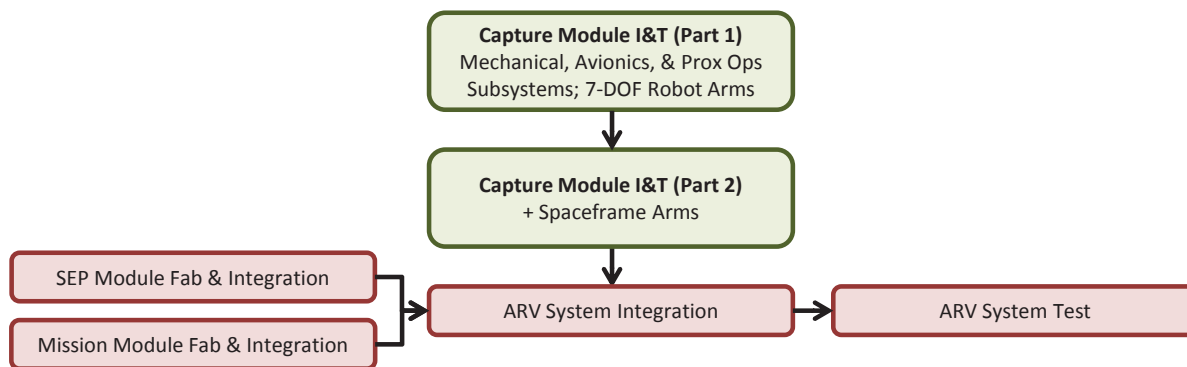 Capture Module I&T (Part 1)
Mechanical, Avionics, & Prox Ops
Subsystems; 7-DOF Robot Arms
Capture Module I&T (Part 2)
+ Spaceframe Arms
SEP Module Fab & Integration
Mission Module Fab & Integration
ARV System Integration
ARV System Test